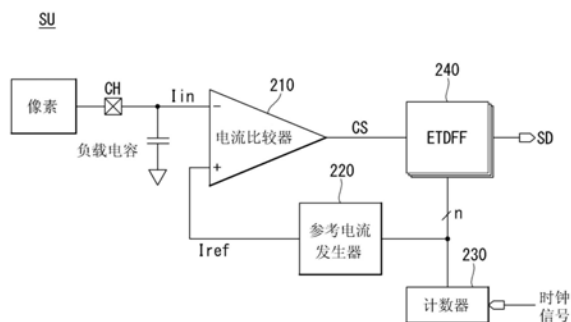 SU
像素
CH
Iin
负载电容
210
电流比较器
−
+
CS
240
ETDFF
SD
220
参考电流
发生器
Iref
n
230
计数器
时钟
信号